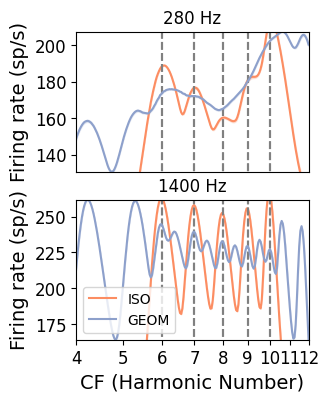 280 Hz
Firing rate (sp/s)
200
180
160
140
1400 Hz
Firing rate (sp/s)
250
225
200
175
ISO
GEOM
4 5 6 7 8 9 10 11 12
CF (Harmonic Number)